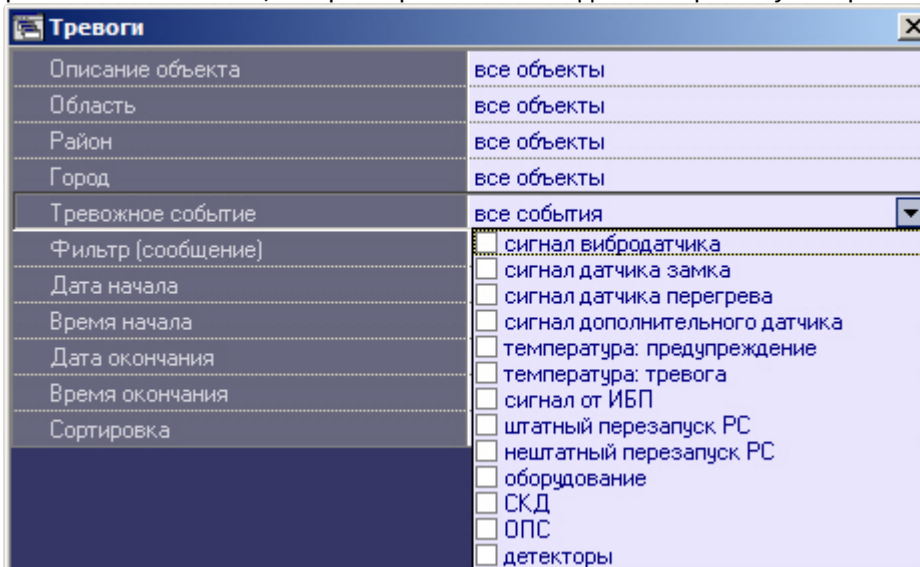 Тревоги
Описание объекта все объекты
Область все объекты
Район все объекты
Город все объекты
Тревожное событие все события
Фильтр (сообщение) сигнал вибродатчика
сигнал датчика замка
Дата начала сигнал датчика перегрева
Время начала сигнал дополнительного датчика
температура: предупреждение
Дата окончания температура: тревога
Время окончания сигнал от ИБП
Сортировка штатный перезапуск PC
нештатный перезапуск PC
оборудование
СКД
ОПС
детекторы